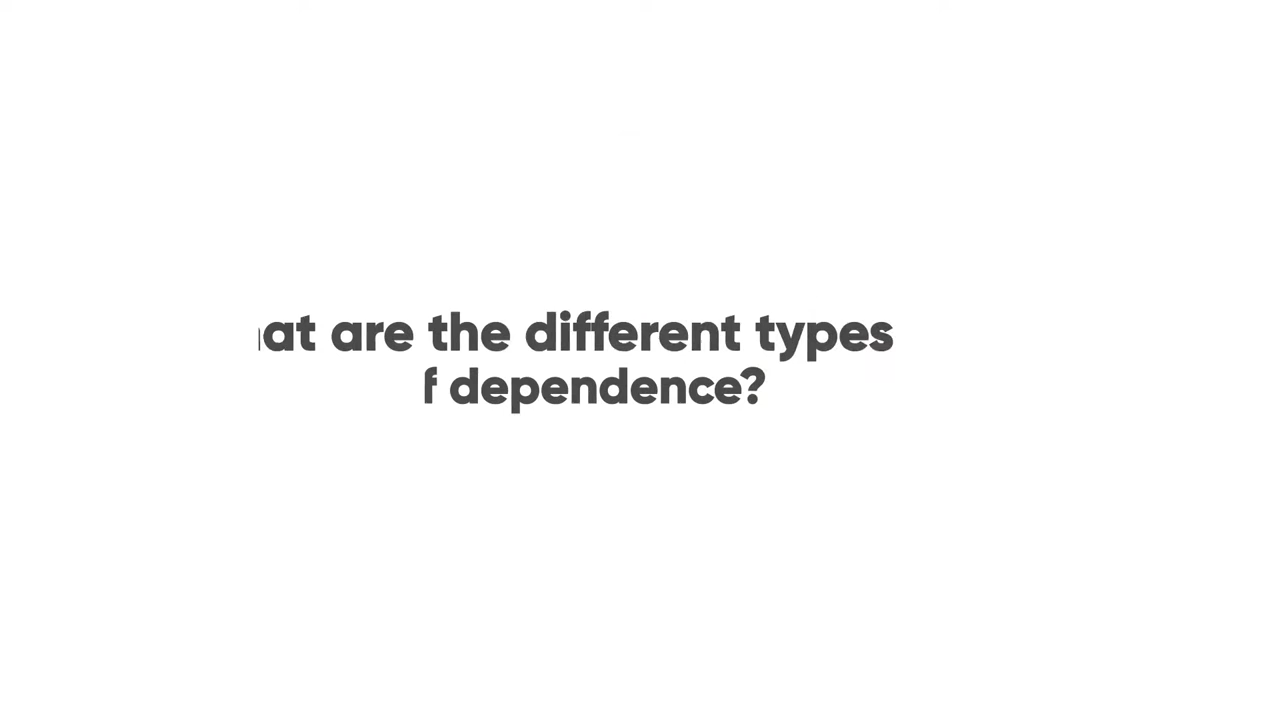 at are the different types
f dependence?